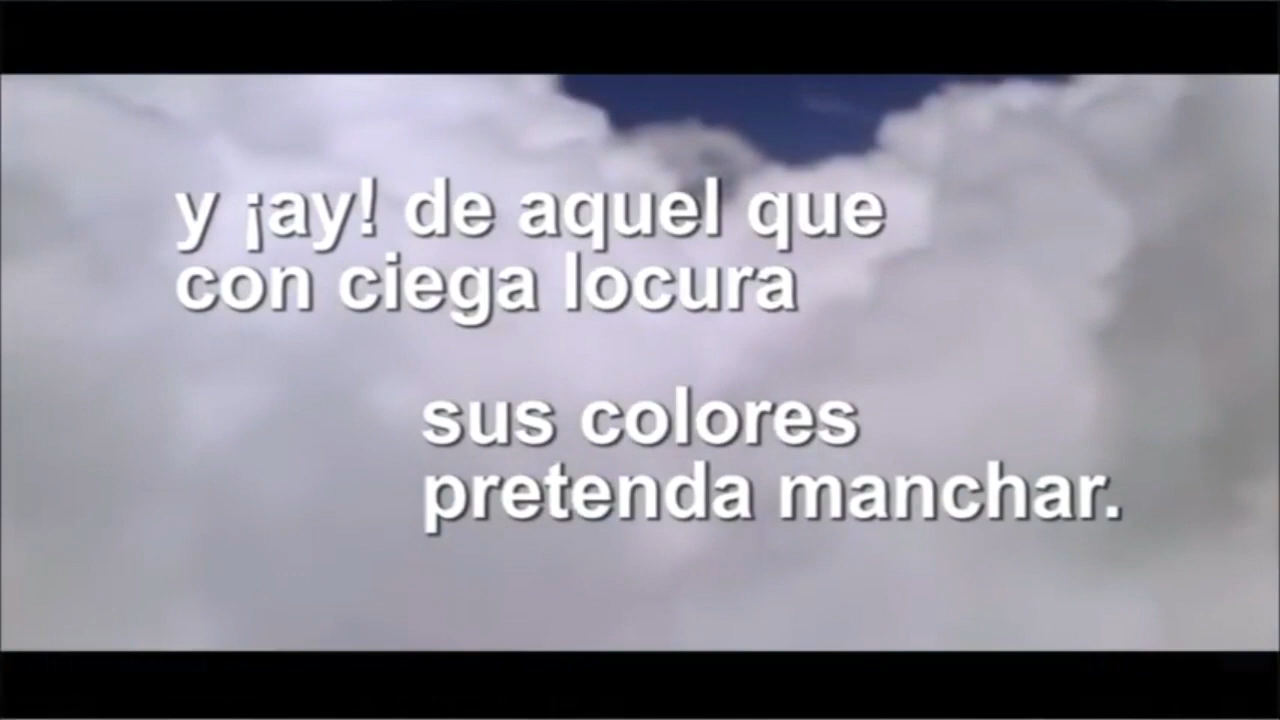 y ¡ay! de aquel que
con ciega locura
sus colores
pretenda manchar.